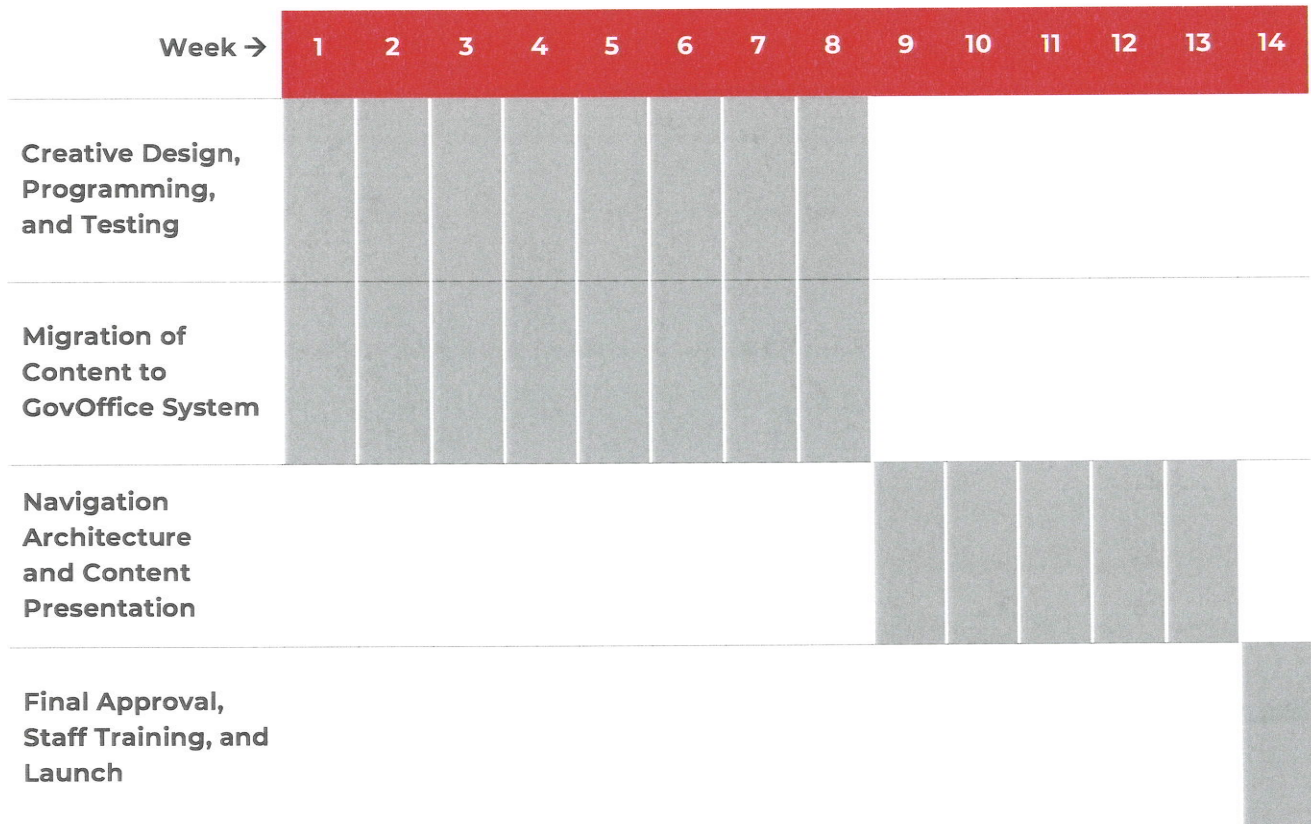 Week → 1 2 3 4 5 6 7 8 9 10 11 12 13 14
Creative Design,
Programming,
and Testing
Migration of
Content to
GovOffice System
Navigation
Architecture
and Content
Presentation
Final Approval,
Staff Training, and
Launch